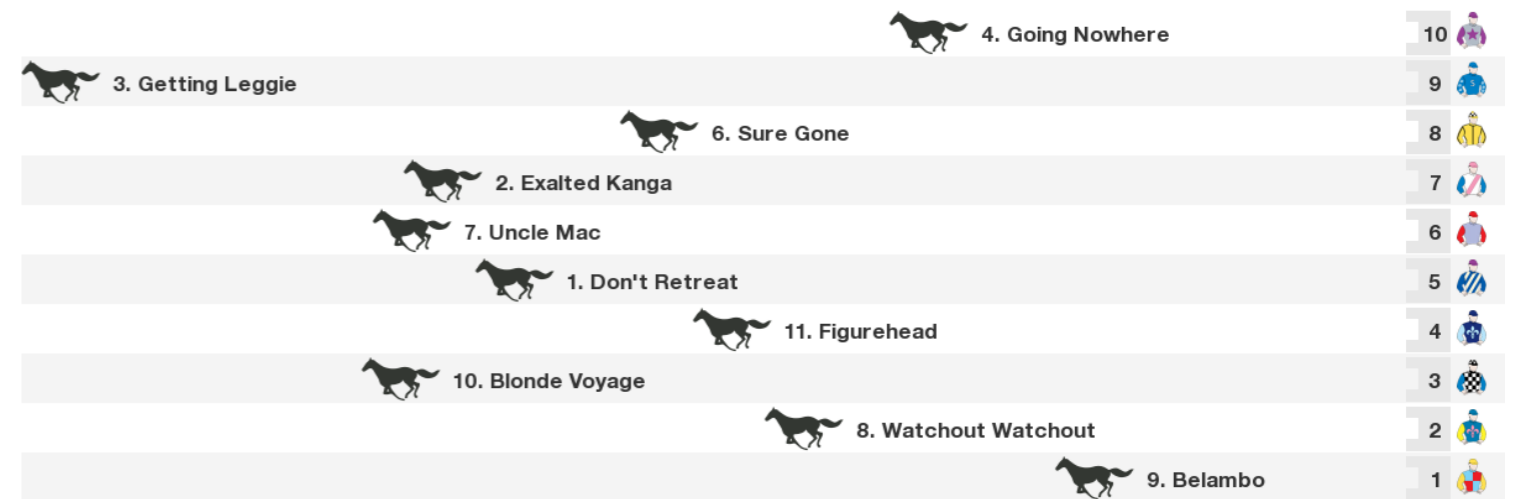 4. Going Nowhere 10
3. Getting Leggie 9
6. Sure Gone 8
2. Exalted Kanga 7
7. Uncle Mac 6
1. Don't Retreat 5
11. Figurehead 4
10. Blonde Voyage 3
8. Watchout Watchout 2
9. Belambo 1